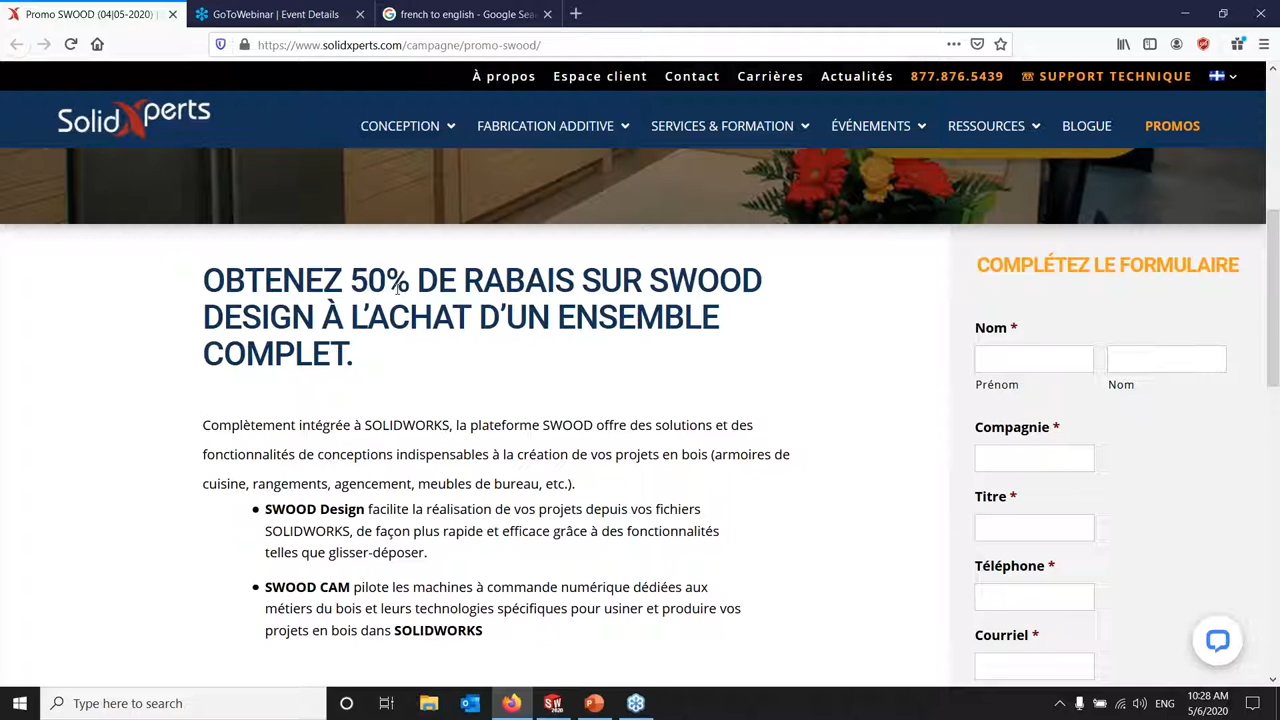 Promo SWOOD (04|05-2020) |
GoToWebinar | Event Details
french to english - Google Sea
https://www.solidxperts.com/campagne/promo-swood/
À propos Espace client Contact Carrières Actualités 877.876.5439 ☏ SUPPORT TECHNIQUE
SolidXperts
CONCEPTION FABRICATION ADDITIVE SERVICES & FORMATION ÉVÉNEMENTS RESSOURCES BLOGUE PROMOS
OBTENEZ 50% DE RABAIS SUR SWOOD
DESIGN À L’ACHAT D’UN ENSEMBLE
COMPLET.
Complètement intégrée à SOLIDWORKS, la plateforme SWOOD offre des solutions et des
fonctionnalités de conceptions indispensables à la création de vos projets en bois (armoires de
cuisine, rangements, agencement, meubles de bureau, etc.).
• SWOOD Design facilite la réalisation de vos projets depuis vos fichiers
SOLIDWORKS, de façon plus rapide et efficace grâce à des fonctionnalités
telles que glisser-déposer.
• SWOOD CAM pilote les machines à commande numérique dédiées aux
métiers du bois et leurs technologies spécifiques pour usiner et produire vos
projets en bois dans SOLIDWORKS
COMPLÉTEZ LE FORMULAIRE
Nom *
Prénom Nom
Compagnie *
Titre *
Téléphone *
Courriel *
Type here to search
ENG
10:28 AM
5/6/2020